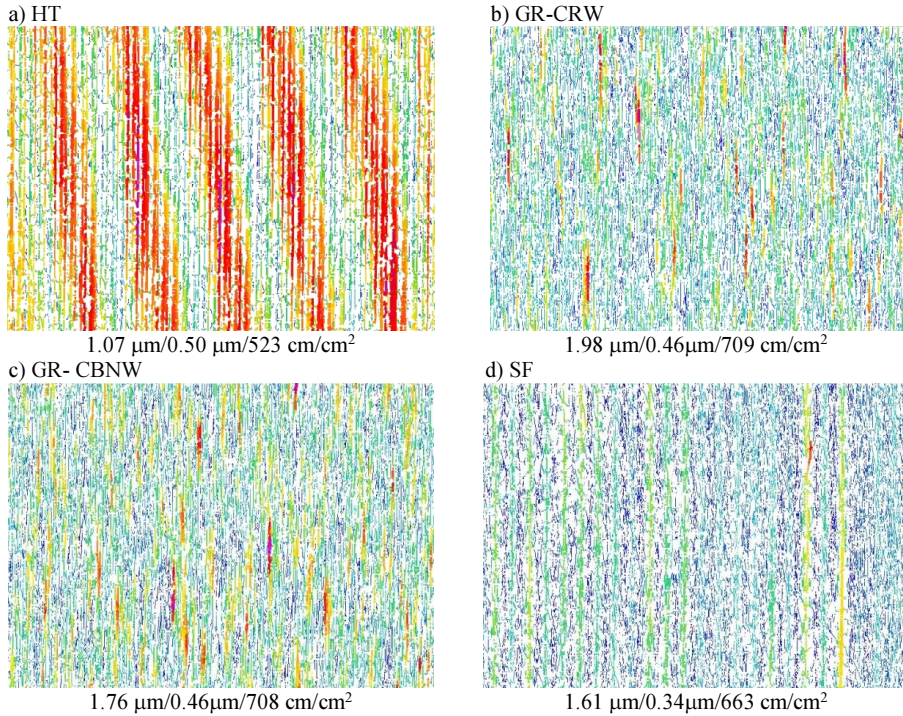 a) HT
b) GR-CRW
1.07 μm/0.50 μm/523 cm/cm²
1.98 μm/0.46μm/709 cm/cm²
c) GR- CBNW
d) SF
1.76 μm/0.46μm/708 cm/cm²
1.61 μm/0.34μm/663 cm/cm²